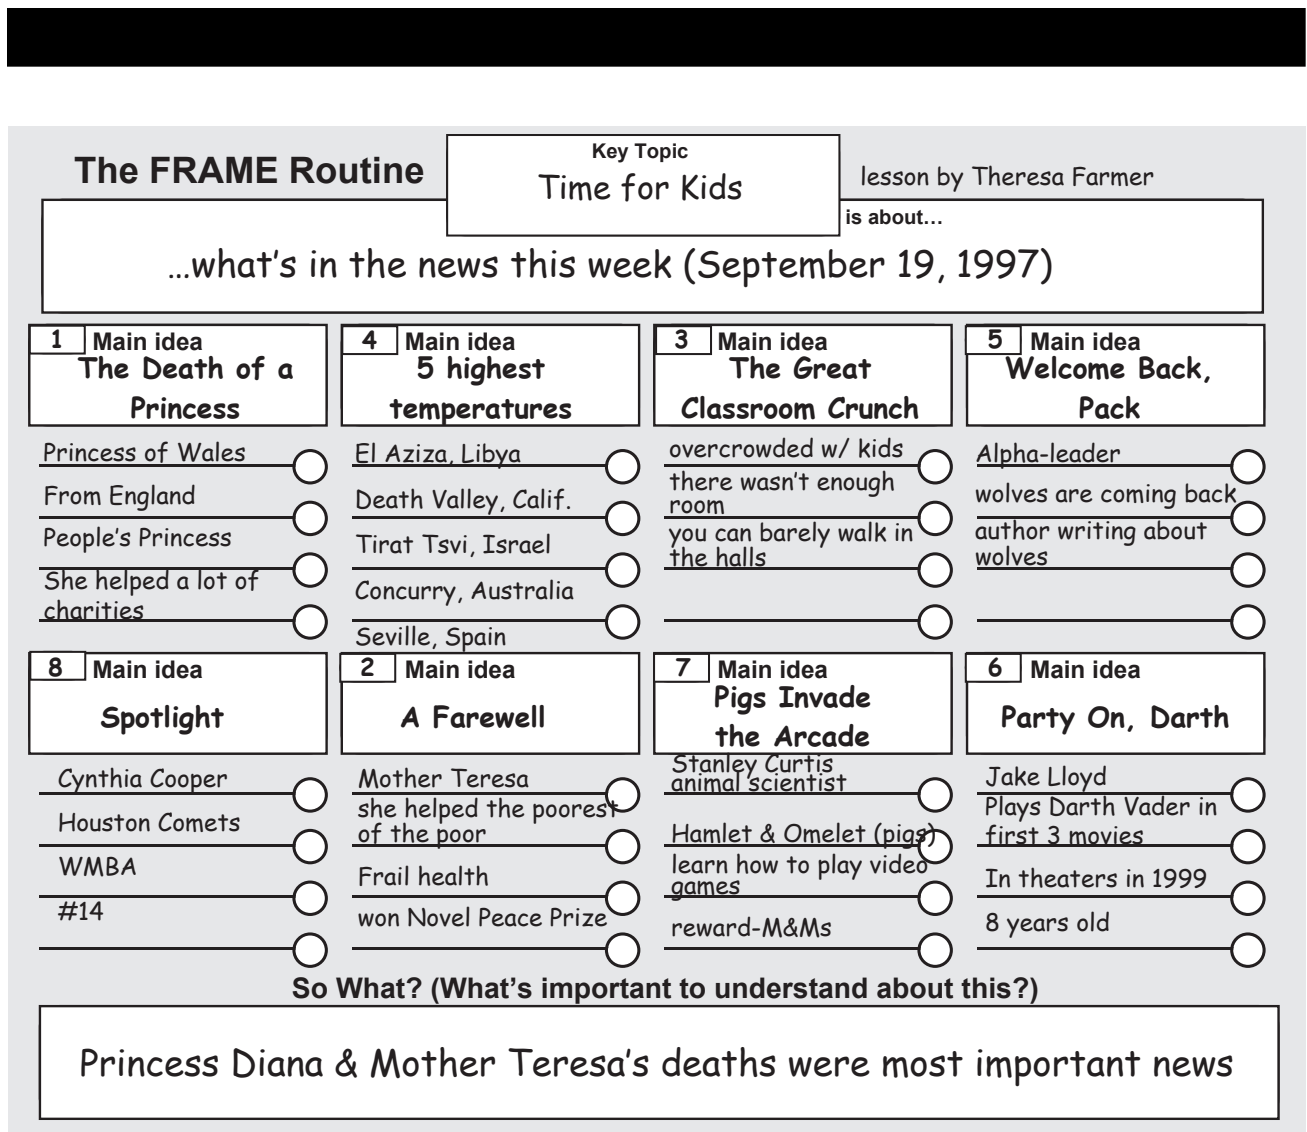 The FRAME Routine
Key Topic
Time for Kids
lesson by Theresa Farmer
is about…
…what's in the news this week (September 19, 1997)
1
Main idea
The Death of a
Princess
Princess of Wales
From England
People's Princess
She helped a lot of
charities
4
Main idea
5 highest
temperatures
El Aziza, Libya
Death Valley, Calif.
Tirat Tsvi, Israel
Concurry, Australia
Seville, Spain
3
Main idea
The Great
Classroom Crunch
overcrowded w/ kids
there wasn't enough
room
you can barely walk in
the halls
5
Main idea
Welcome Back,
Pack
Alpha-leader
wolves are coming back
author writing about
wolves
8
Main idea
Spotlight
Cynthia Cooper
Houston Comets
WMBA
#14
2
Main idea
A Farewell
Mother Teresa
she helped the poorest
of the poor
Frail health
won Novel Peace Prize
7
Main idea
Pigs Invade
the Arcade
Stanley Curtis
animal scientist
Hamlet & Omelet (pigs)
learn how to play video
games
reward-M&Ms
6
Main idea
Party On, Darth
Jake Lloyd
Plays Darth Vader in
first 3 movies
In theaters in 1999
8 years old
So What? (What's important to understand about this?)
Princess Diana & Mother Teresa's deaths were most important news